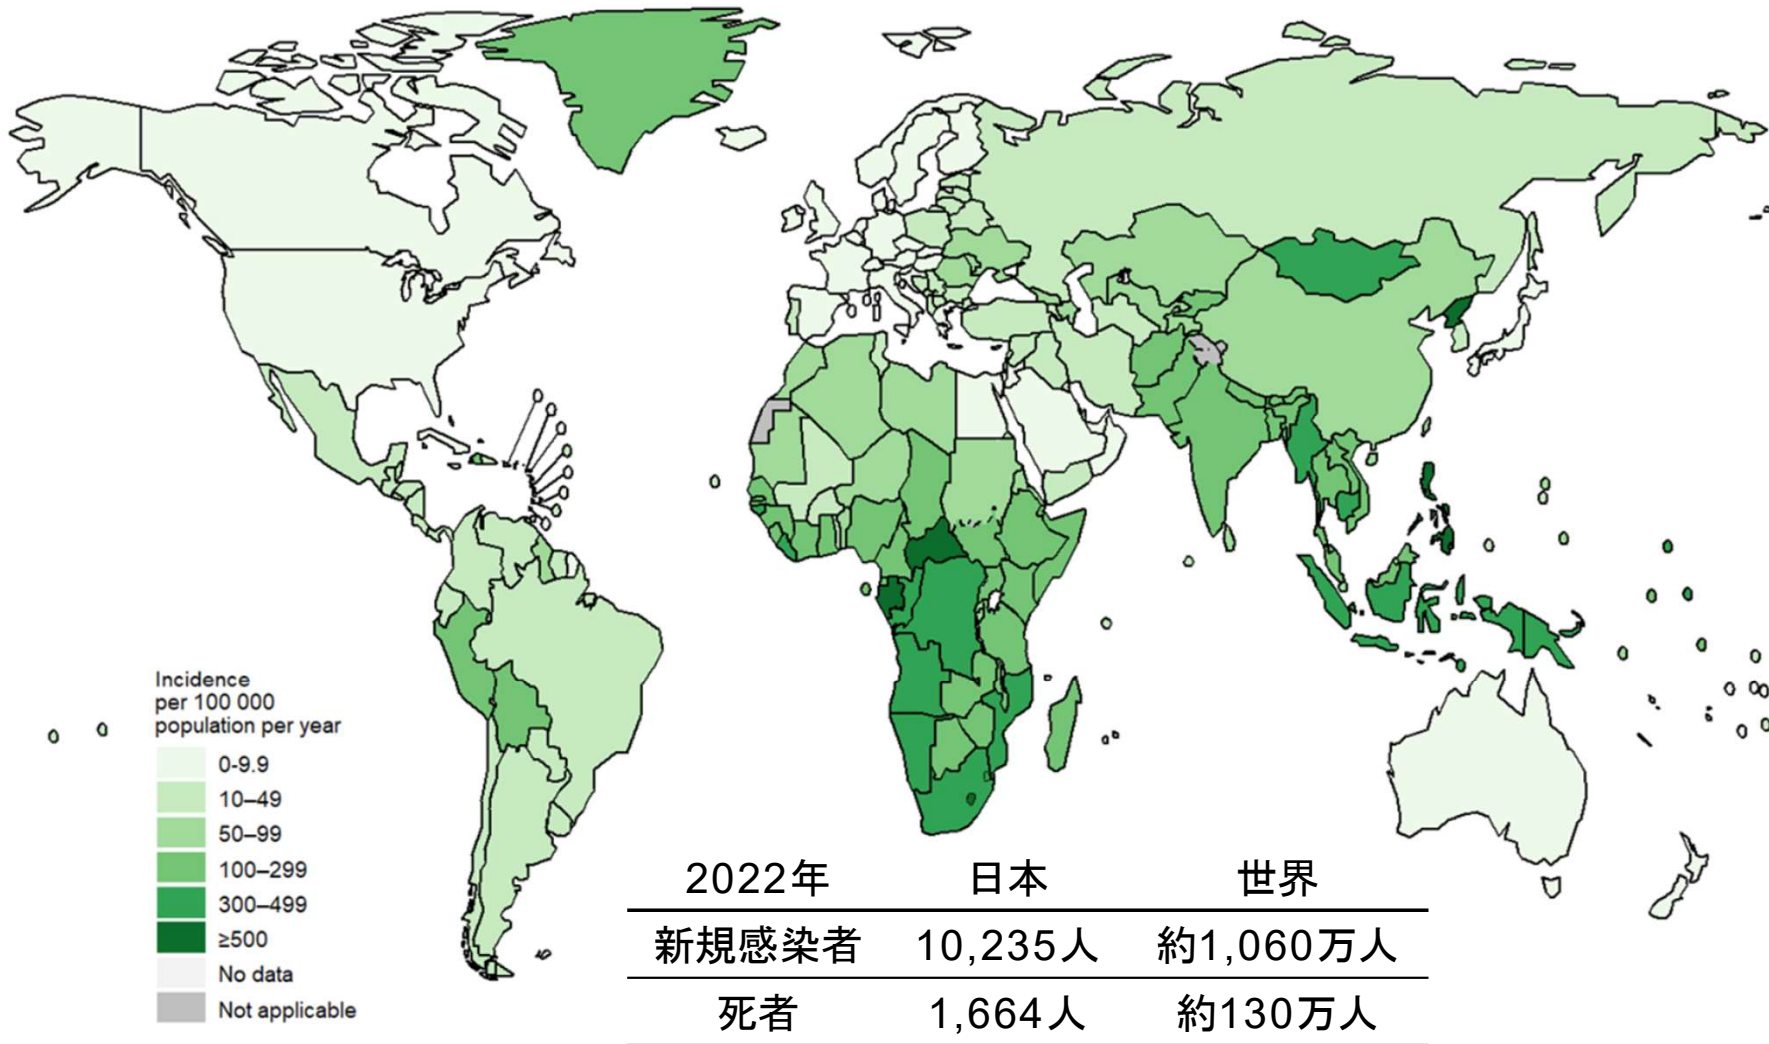 Incidence
per 100 000
population per year
0-9.9
10–49
50–99
100–299
300–499
≥500
No data
Not applicable
2022年 日本 世界
新規感染者 10,235人 約1,060万人
死者 1,664人 約130万人